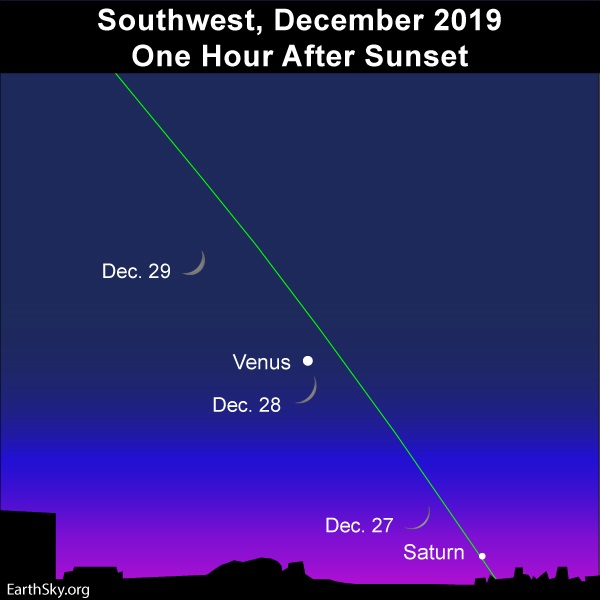 Southwest, December 2019
One Hour After Sunset
Dec. 29
Venus
Dec. 28
Dec. 27
Saturn
EarthSky.org